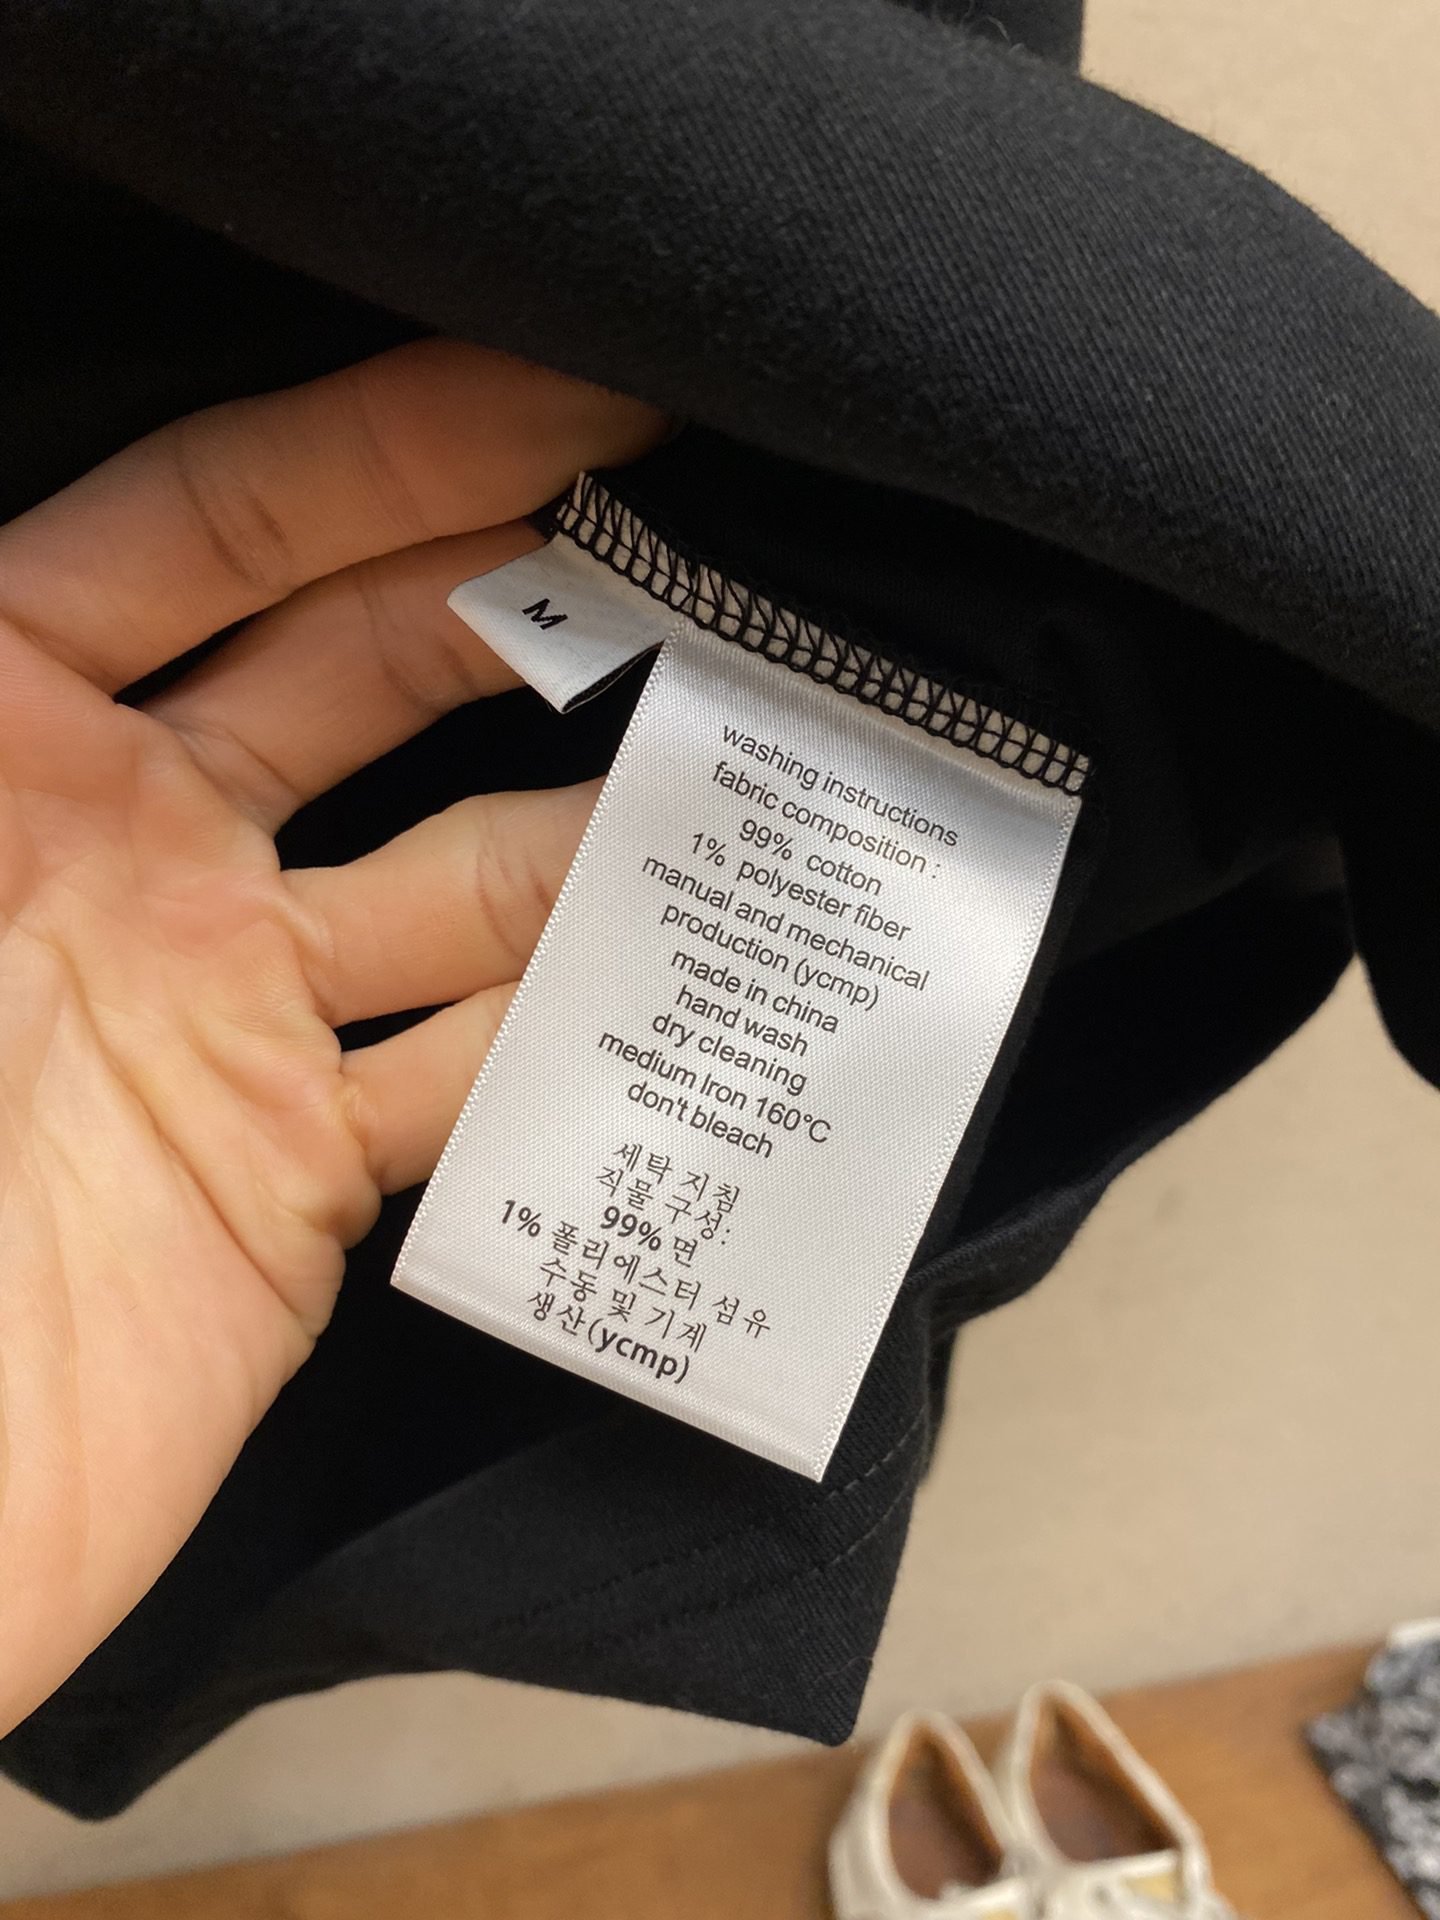 M
washing instructions
fabric composition :
99% cotton
1% polyester fiber
manual and mechanical
production (ycmp)
made in china
hand wash
dry cleaning
medium Iron 160°C
don't bleach
세탁 지침
직물 구성:
99% 면
1% 폴리에스터 섬유
수동 및 기계
생산(ycmp)